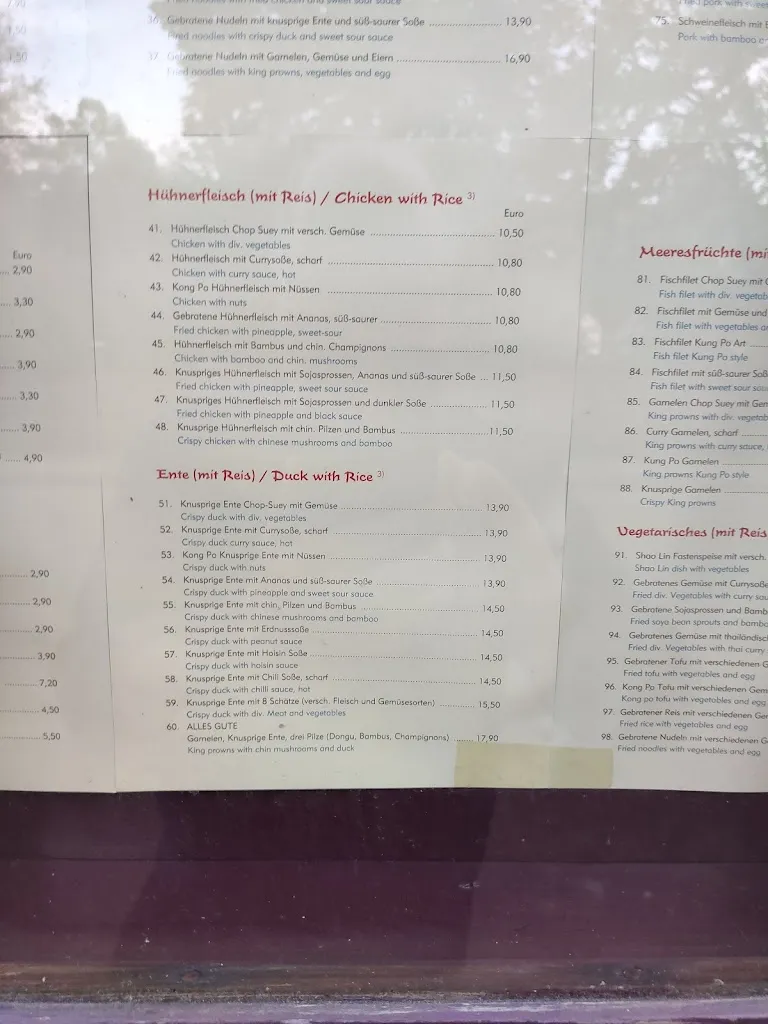 7,90
1,50
1,50
Euro
2,90
3,30
2,90
3,90
3,30
3,90
4,90
2,90
2,90
2,90
3,90
7,20
4,50
5,50
36. Gebratene Nudeln mit knusprige Ente und süß-saurer Soße 13,90
Fried noodles with crispy duck and sweet sour sauce
37. Gebratene Nudeln mit Gamelen, Gemüse und Eiern 16,90
Fried noodles with king prawns, vegetables and egg
Hühnerfleisch (mit Reis) / Chicken with Rice 3)
Euro
41. Hühnerfleisch Chop Suey mit versch. Gemüse 10,50
Chicken with div. vegetables
42. Hühnerfleisch mit Currysoße, scharf 10,80
Chicken with curry sauce, hot
43. Kong Po Hühnerfleisch mit Nüssen 10,80
Chicken with nuts
44. Gebratene Hühnerfleisch mit Ananas, süß-saurer 10,80
Fried chicken with pineapple, sweet-sour
45. Hühnerfleisch mit Bambus und chin. Champignons 10,80
Chicken with bamboo and chin. mushrooms
46. Knuspriges Hühnerfleisch mit Sojasprossen, Ananas und süß-saurer Soße 11,50
Fried chicken with pineapple, sweet sour sauce
47. Knuspriges Hühnerfleisch mit Sojasprossen und dunkler Soße 11,50
Fried chicken with pineapple and black sauce
48. Knusprige Hühnerfleisch mit chin. Pilzen und Bambus 11,50
Crispy chicken with chinese mushrooms and bamboo
Ente (mit Reis) / Duck with Rice 3)
51. Knusprige Ente Chop-Suey mit Gemüse 13,90
Crispy duck with div. vegetables
52. Knusprige Ente mit Currysoße, scharf 13,90
Crispy duck curry sauce, hot
53. Kong Po Knusprige Ente mit Nüssen 13,90
Crispy duck with nuts
54. Knusprige Ente mit Ananas und süß-saurer Soße 13,90
Crispy duck with pineapple and sweet sour sauce
55. Knusprige Ente mit chin. Pilzen und Bambus 14,50
Crispy duck with chinese mushrooms and bamboo
56. Knusprige Ente mit Erdnusssoße 14,50
Crispy duck with peanut sauce
57. Knusprige Ente mit Hoisin Soße 14,50
Crispy duck with hoisin sauce
58. Knusprige Ente mit Chili Soße, scharf 14,50
Crispy duck with chilli sauce, hot
59. Knusprige Ente mit 8 Schätze (versch. Fleisch und Gemüsesorten) 15,50
Crispy duck with div. Meat and vegetables
60. ALLES GUTE
Gamelen, Knusprige Ente, drei Pilze (Dongu, Bambus, Champignons) 17,90
King prawns with chin mushrooms and duck
75. Schweinefleisch mit
Pork with bamboo
Meeresfrüchte (mi
81. Fischfilet Chop Suey mit
Fish filet with div. vegetab
82. Fischfilet mit Gemüse und
Fish filet with vegetables
83. Fischfilet Kung Po Art
Fish filet Kung Po style
84. Fischfilet mit süß-saurer Soß
Fish filet with sweet sour
85. Gamelen Chop Suey mit Gem
King prawns with div. vegetab
86. Curry Gamelen, scharf
King prawns with curry sauce,
87. Kung Po Gamelen
King prawns Kung Po style
88. Knusprige Gamelen
Crispy King prawns
Vegetarisches (mit Reis
91. Shao Lin Fastenspeise mit versch.
Shao Lin dish with vegetables
92. Gebratenes Gemüse mit Currysoße
Fried div. Vegetables with curry
93. Gebratene Sojasprossen und Bamb
Fried soya bean sprouts and bambo
94. Gebratenes Gemüse mit thailändisch
Fried div. Vegetables with thai curry
95. Gebratener Tofu mit verschiedenen G
Fried tofu with vegetables and egg
96. Kong Po Tofu mit verschiedenen Gem
Kong po tofu with vegetables and egg
97. Gebratener Reis mit verschiedenen Ge
Fried rice with vegetables and egg
98. Gebratene Nudeln mit verschiedenen G
Fried noodles with vegetables and egg